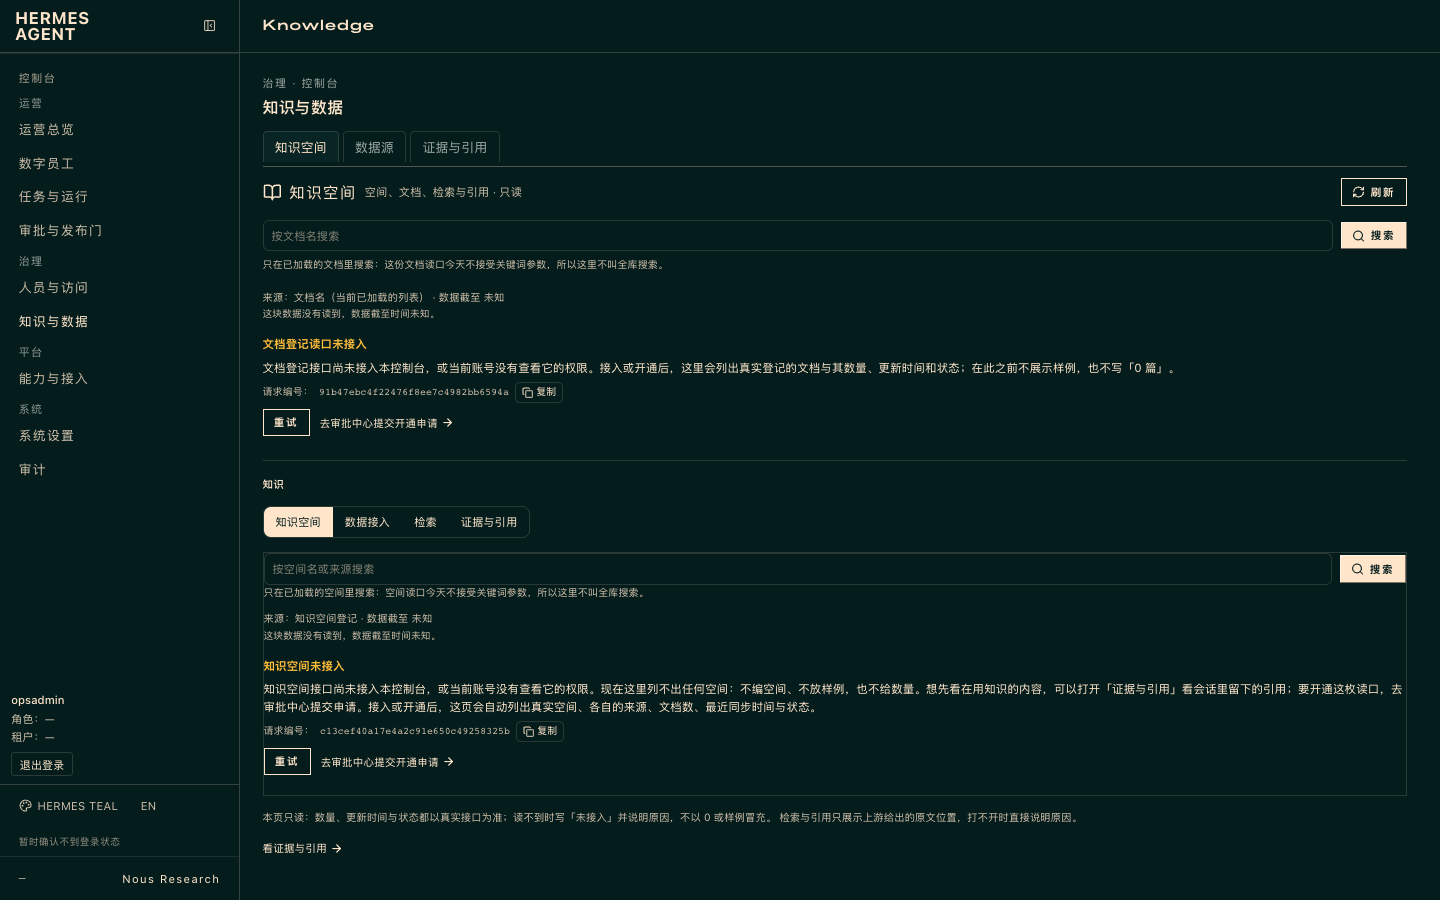 HERMES
AGENT
Knowledge
控制台
运营
运营总览
数字员工
任务与运行
审批与发布门
治理
人员与访问
知识与数据
平台
能力与接入
系统
系统设置
审计
opsadmin
角色：—
租户：—
退出登录
HERMES TEAL EN
暂时确认不到登录状态
— Nous Research
治理 · 控制台
知识与数据
知识空间 数据源 证据与引用
知识空间 空间、文档、检索与引用 · 只读 刷新
按文档名搜索 搜索
只在已加载的文档里搜索：这份文档读口今天不接受关键词参数，所以这里不叫全库搜索。
来源：文档名（当前已加载的列表） · 数据截至 未知
这块数据没有读到，数据截至时间未知。
文档登记读口未接入
文档登记接口尚未接入本控制台，或当前账号没有查看它的权限。接入或开通后，这里会列出真实登记的文档与其数量、更新时间和状态；在此之前不展示样例，也不写「0 篇」。
请求编号： 91b47ebc4f22476f8ee7c4982bb6594a 复制
重试 去审批中心提交开通申请 →
知识
知识空间 数据接入 检索 证据与引用
按空间名或来源搜索 搜索
只在已加载的空间里搜索：空间读口今天不接受关键词参数，所以这里不叫全库搜索。
来源：知识空间登记 · 数据截至 未知
这块数据没有读到，数据截至时间未知。
知识空间未接入
知识空间接口尚未接入本控制台，或当前账号没有查看它的权限。现在这里列不出任何空间：不编空间、不放样例，也不给数量。想先看在用知识的内容，可以打开「证据与引用」看会话里留下的引用；要开通这枚读口，去
审批中心提交申请。接入或开通后，这页会自动列出真实空间、各自的来源、文档数、最近同步时间与状态。
请求编号： c13cef40a17e4a2c91e650c49258325b 复制
重试 去审批中心提交开通申请 →
本页只读：数量、更新时间与状态都以真实接口为准；读不到时写「未接入」并说明原因，不以 0 或样例冒充。 检索与引用只展示上游给出的原文位置，打不开时直接说明原因。
看证据与引用 →